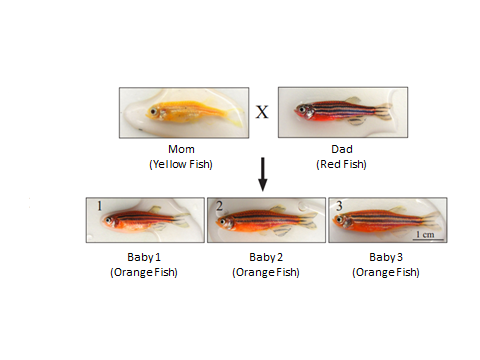 X
Mom
(Yellow Fish)
Dad
(Red Fish)
1
2
3
1 cm
Baby 1
(Orange Fish)
Baby 2
(Orange Fish)
Baby 3
(Orange Fish)